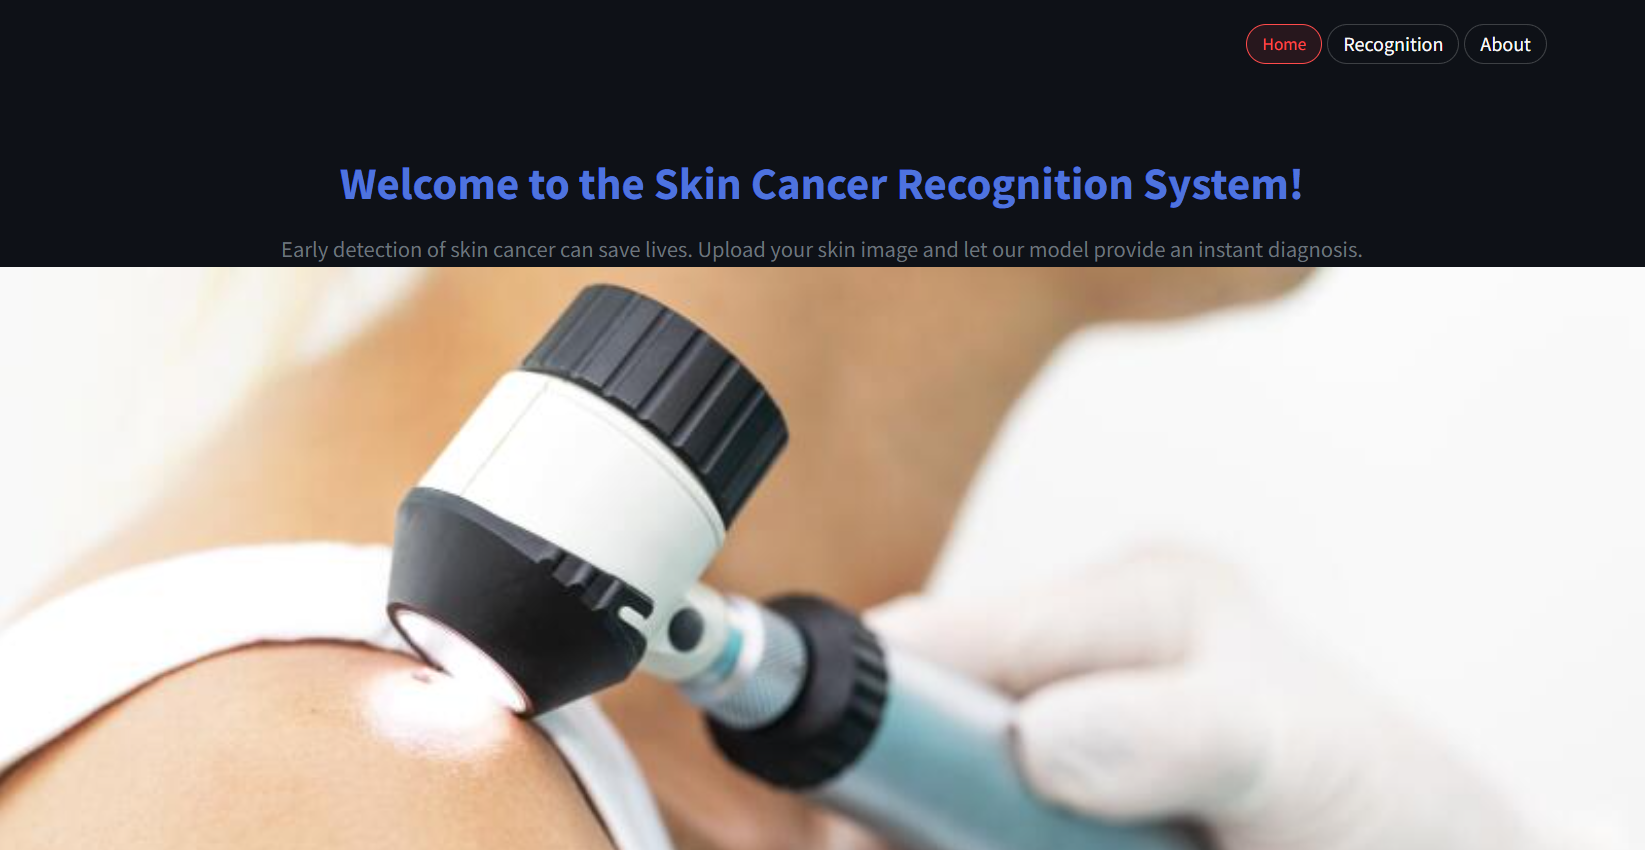 Home Recognition About
Welcome to the Skin Cancer Recognition System!
Early detection of skin cancer can save lives. Upload your skin image and let our model provide an instant diagnosis.